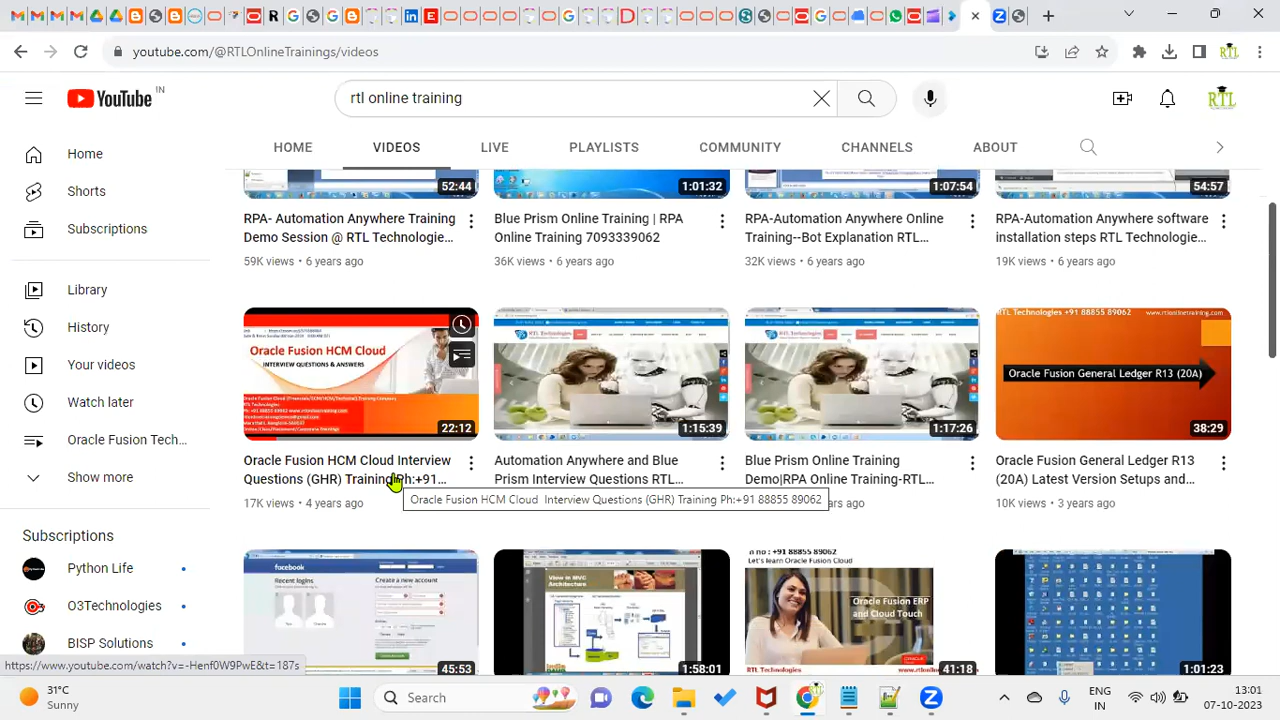 youtube.com/@RTLOnlineTrainings/videos
YouTube IN
rtl online training
HOME
VIDEOS
LIVE
PLAYLISTS
COMMUNITY
CHANNELS
ABOUT
Home
Shorts
Subscriptions
Library
History
Your videos
Watch later
Oracle Fusion Tech...
Show more
Subscriptions
Python Life
O3Technologies
BISP Solutions
52:44
RPA- Automation Anywhere Training
Demo Session @ RTL Technologie...
59K views • 6 years ago
1:01:32
Blue Prism Online Training | RPA
Online Training 7093339062
36K views • 6 years ago
1:07:54
RPA-Automation Anywhere Online
Training--Bot Explanation RTL...
32K views • 6 years ago
54:57
RPA-Automation Anywhere software
installation steps RTL Technologie...
19K views • 6 years ago
Oracle Fusion HCM Cloud
INTERVIEW QUESTIONS & ANSWERS
22:12
Oracle Fusion HCM Cloud Interview
Questions (GHR) Training Ph:+91...
17K views • 4 years ago
1:15:39
Automation Anywhere and Blue
Prism Interview Questions RTL...
1:17:26
Blue Prism Online Training
Demo|RPA Online Training-RTL...
ars ago
RTL Technologies +91 88855 89062
Oracle Fusion General Ledger R13 (20A)
38:29
Oracle Fusion General Ledger R13
(20A) Latest Version Setups and...
10K views • 3 years ago
Oracle Fusion HCM Cloud Interview Questions (GHR) Training Ph:+91 88855 89062
facebook
Recent logins
Create a new account
45:53
View in MVC
Architecture
1:58:01
no : +91 88855 89062
Let's learn Oracle Fusion Cloud
Oracle Fusion ERP
and Cloud Touch
RTL Technologies
41:18
1:01:23
https://www.youtube.com/watch?v=-Hemf0W9PwE&t=187s
31°C
Sunny
Search
ENG
IN
13:01
07-10-2023